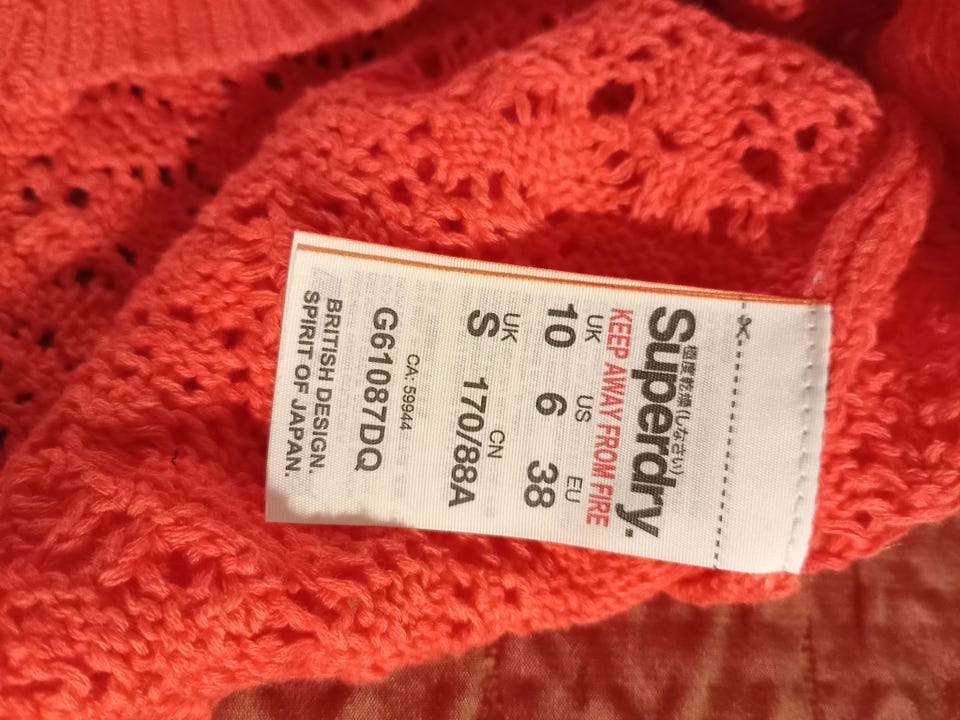 極度乾燥(しなさい)
Superdry.
KEEP AWAY FROM FIRE
UK US EU
10 6 38
UK CN
S 170/88A
CA: 59944
G61087DQ
BRITISH DESIGN.
SPIRIT OF JAPAN.